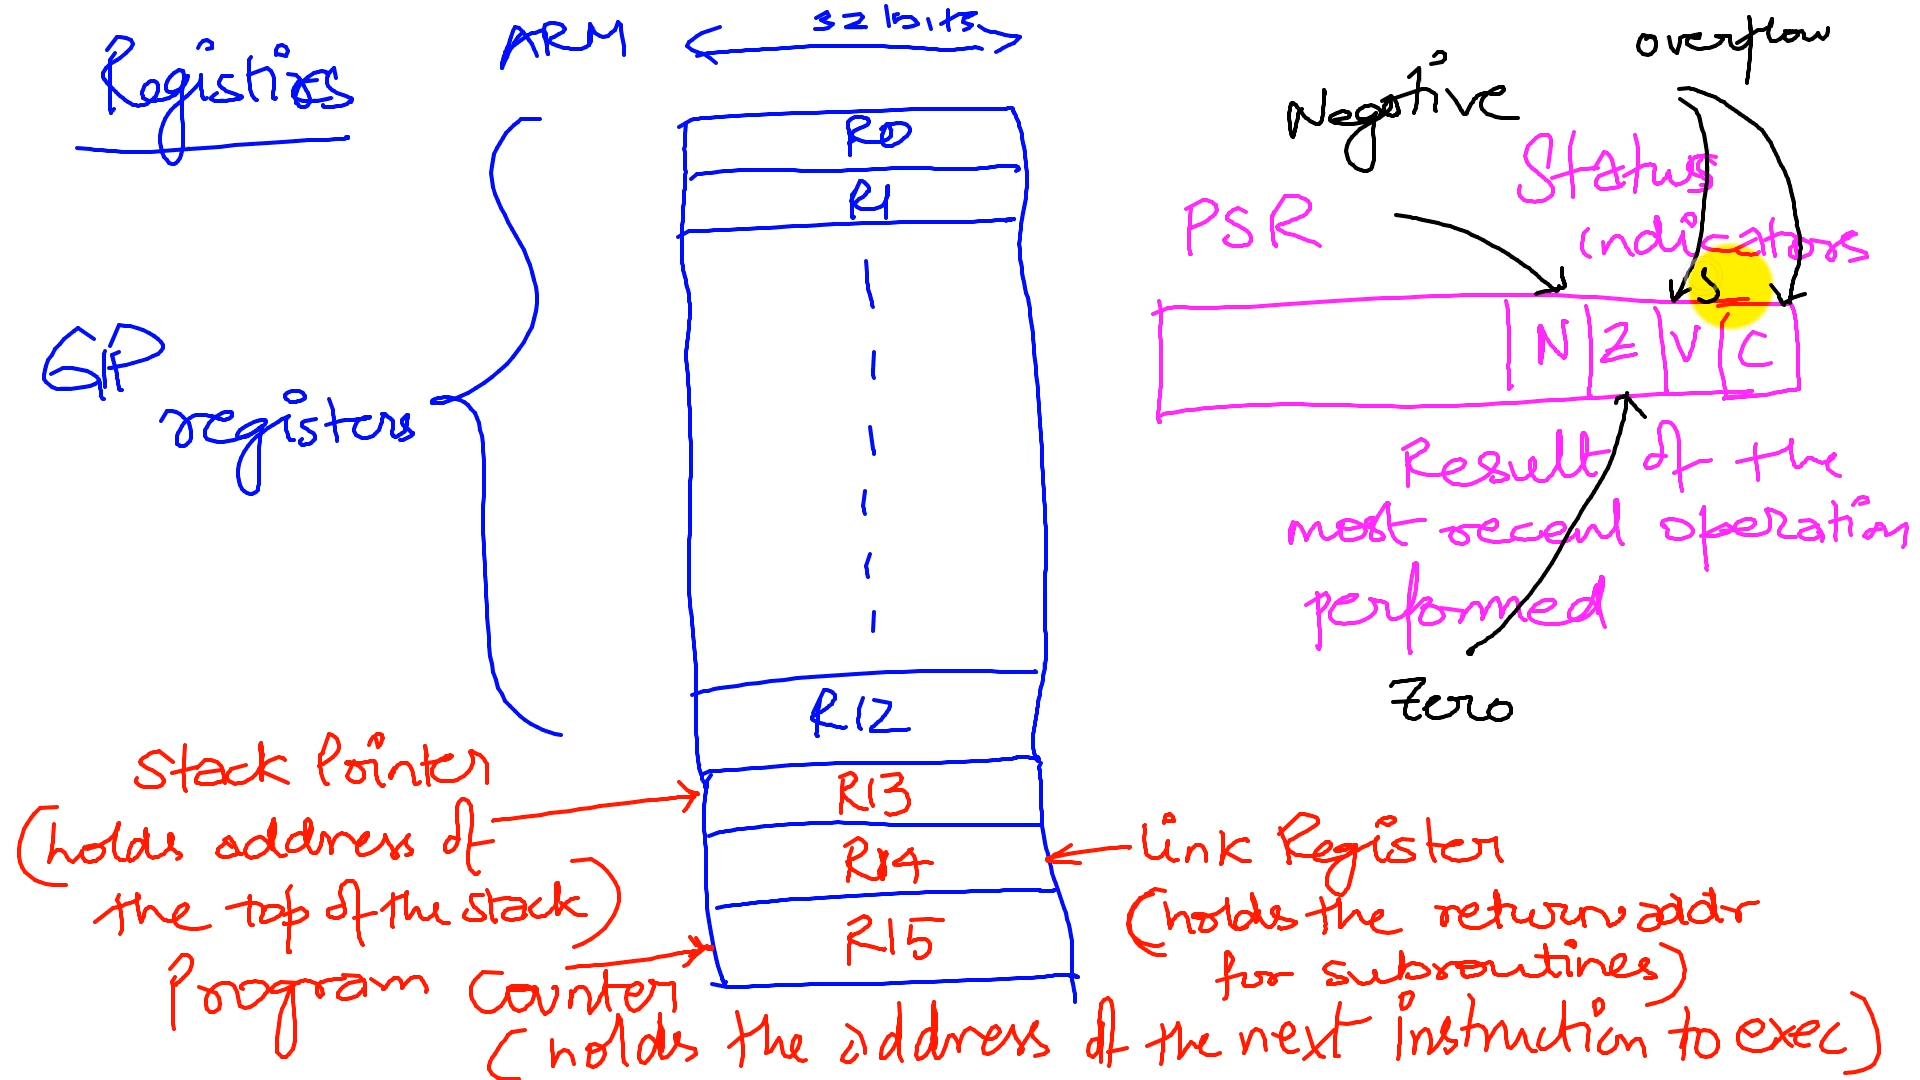 Registers
ARM
32 bits
R0
R1
GP
registers
R12
R13
R14
R15
Stack Pointer
(holds address of
the top of the stack)
Program Counter
(holds the address of the next instruction to exec)
Link Register
(holds the return addr
for subroutines)
overflow
Negative
PSR
Status
indicators
S
N Z V C
Result of the
most recent operation
performed
Zero